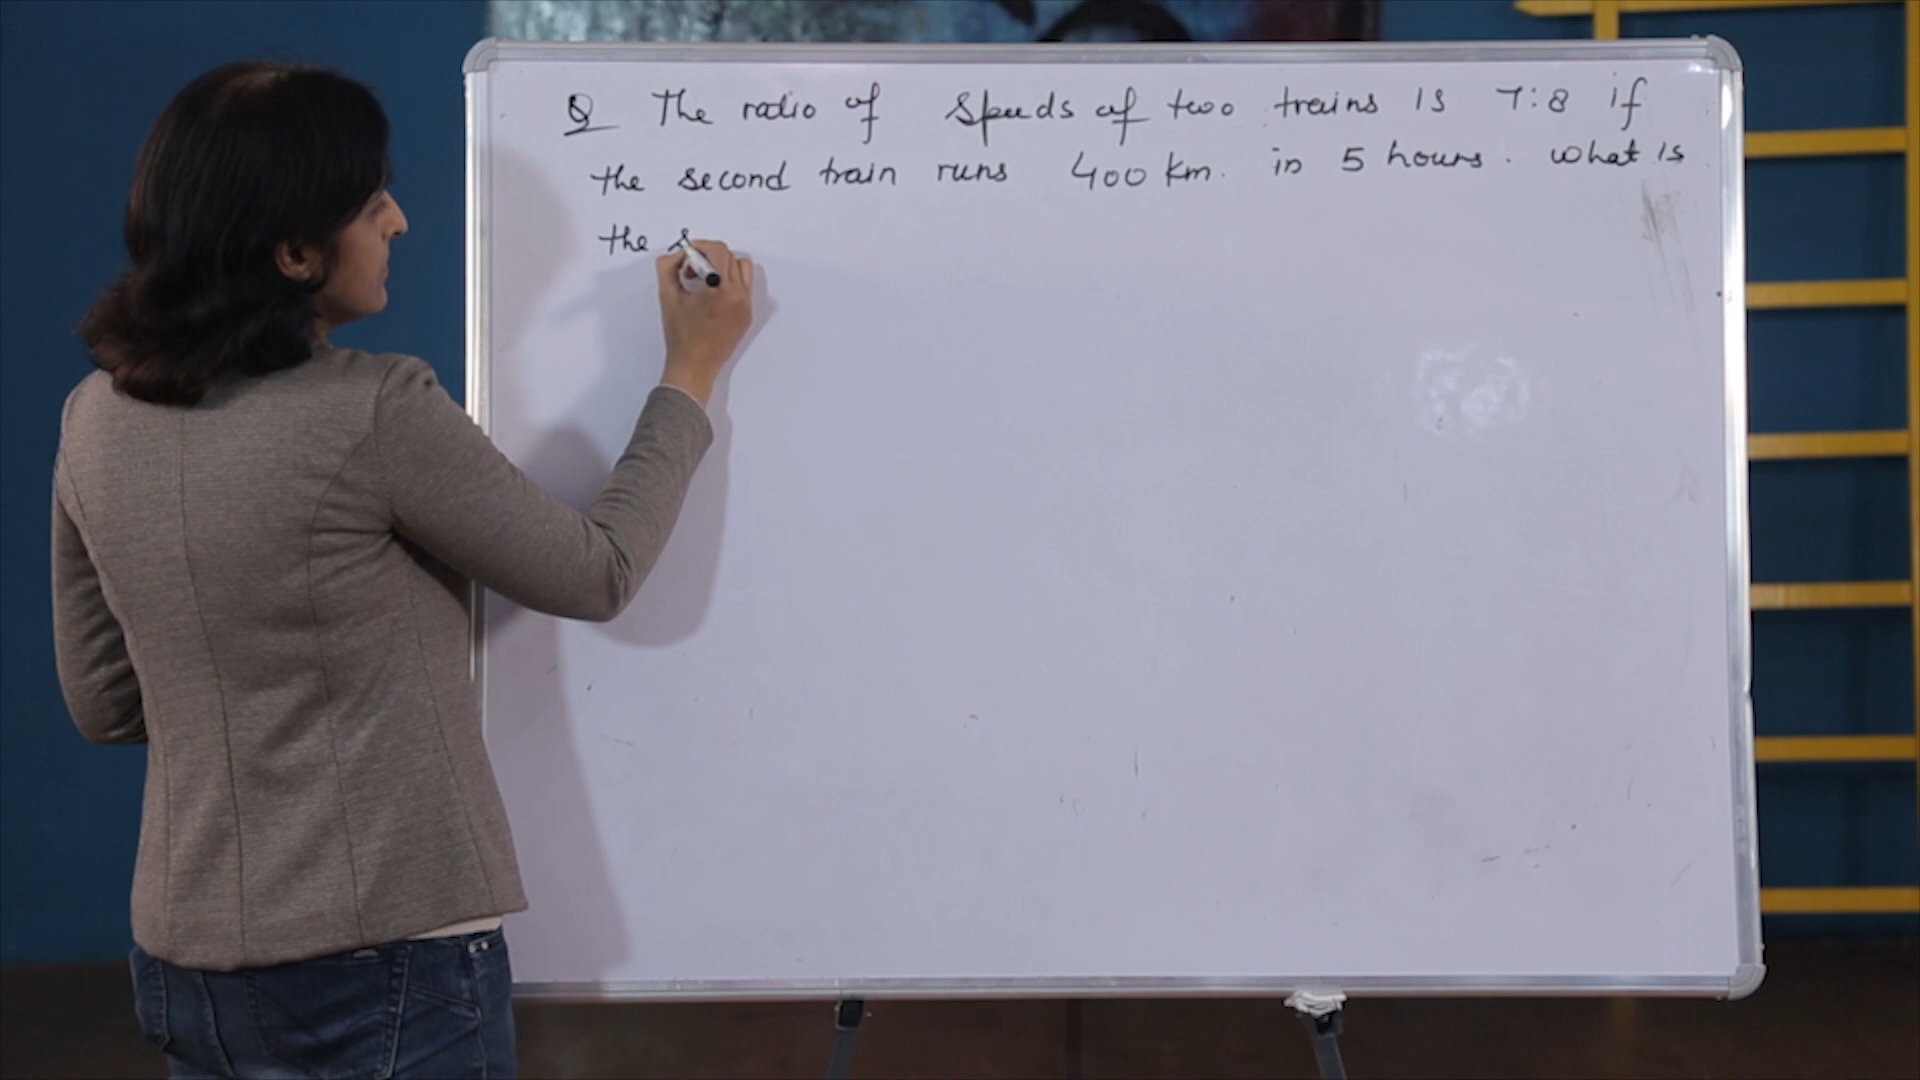 Q The ratio of speeds of two trains is 7:8 if
the second train runs 400 km. in 5 hours. what is
the s